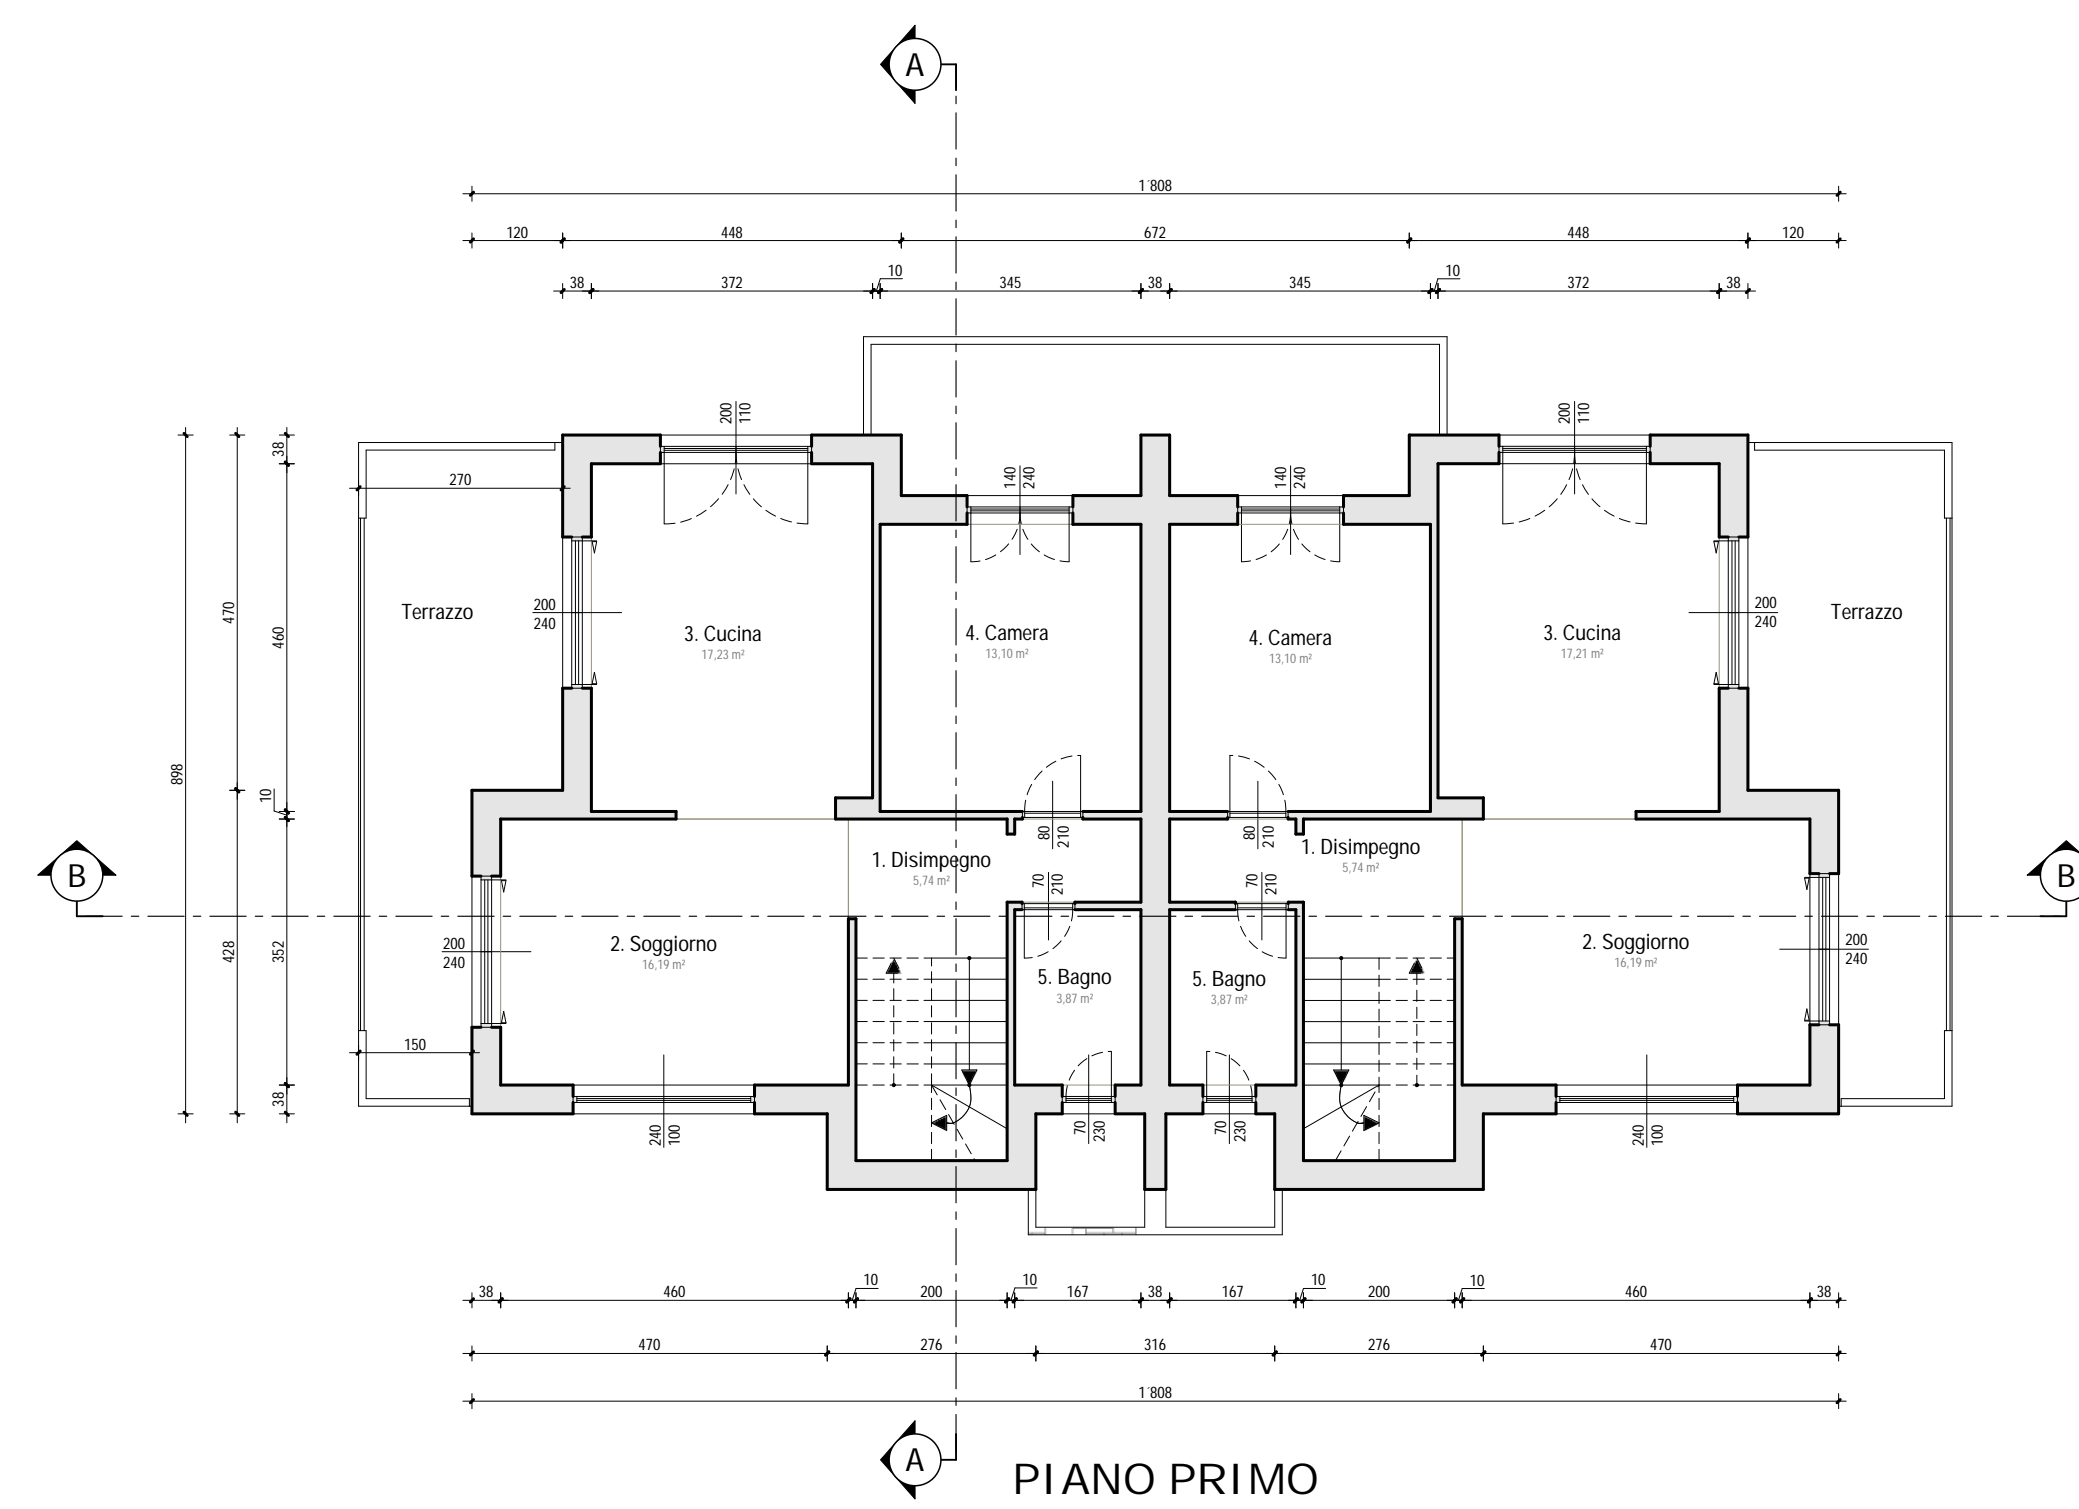 A
1´808
120 448 672 448 120
38 372 10 345 38 345 10 372 38
200 110
200 110
140 240
140 240
38
270
470
460
Terrazzo
200 240
3. Cucina
17,23 m²
4. Camera
13,10 m²
4. Camera
13,10 m²
3. Cucina
17,21 m²
200 240
Terrazzo
898
10
80 210
80 210
1. Disimpegno
5,74 m²
1. Disimpegno
5,74 m²
70 210
70 210
B
B
428
352
200 240
2. Soggiorno
16,19 m²
5. Bagno
3,87 m²
5. Bagno
3,87 m²
2. Soggiorno
16,19 m²
200 240
150
38
240 100
70 230
70 230
240 100
38 460 10 200 10 167 38 167 10 200 10 460 38
470 276 316 276 470
1´808
A
PIANO PRIMO